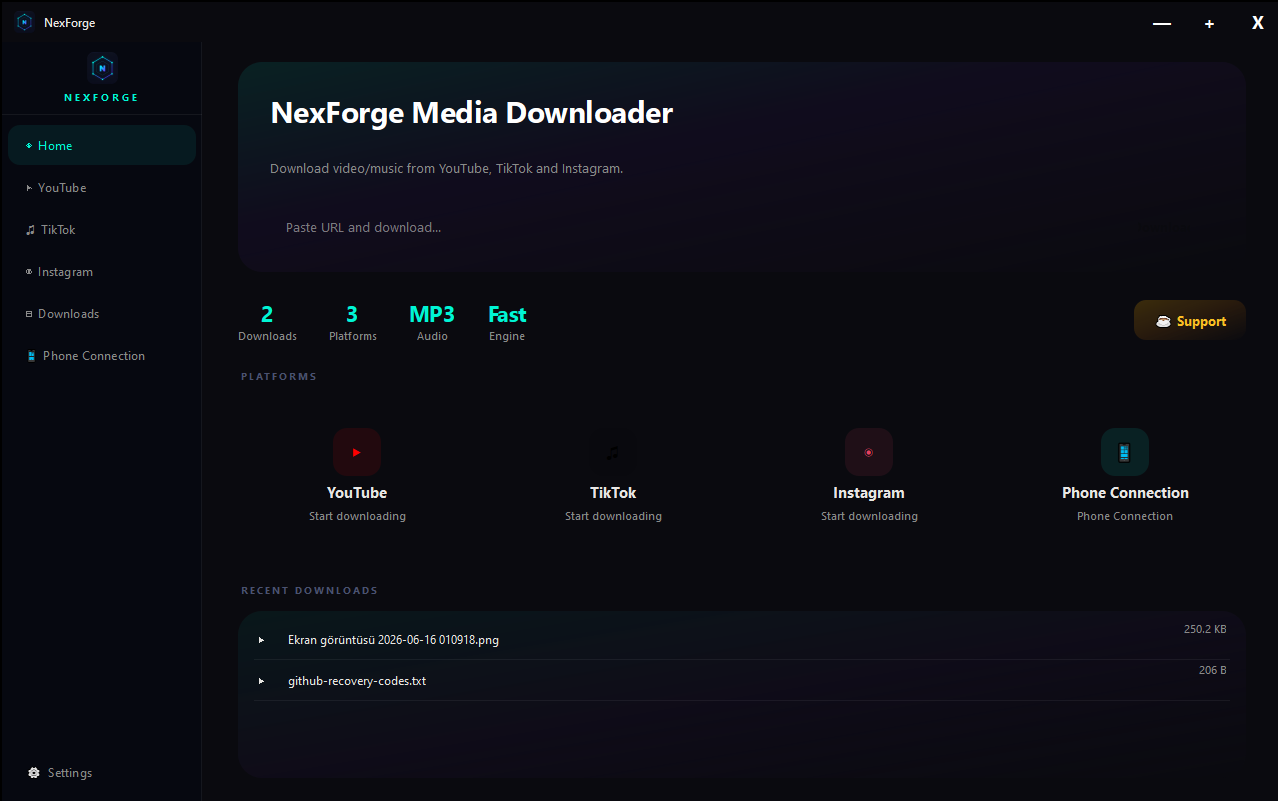 NexForge
— + X
NEXFORGE
Home
YouTube
TikTok
Instagram
Downloads
Phone Connection
Settings
NexForge Media Downloader
Download video/music from YouTube, TikTok and Instagram.
Paste URL and download...
2
Downloads
3
Platforms
MP3
Audio
Fast
Engine
Support
PLATFORMS
YouTube
Start downloading
TikTok
Start downloading
Instagram
Start downloading
Phone Connection
Phone Connection
RECENT DOWNLOADS
Ekran görüntüsü 2026-06-16 010918.png
250.2 KB
github-recovery-codes.txt
206 B